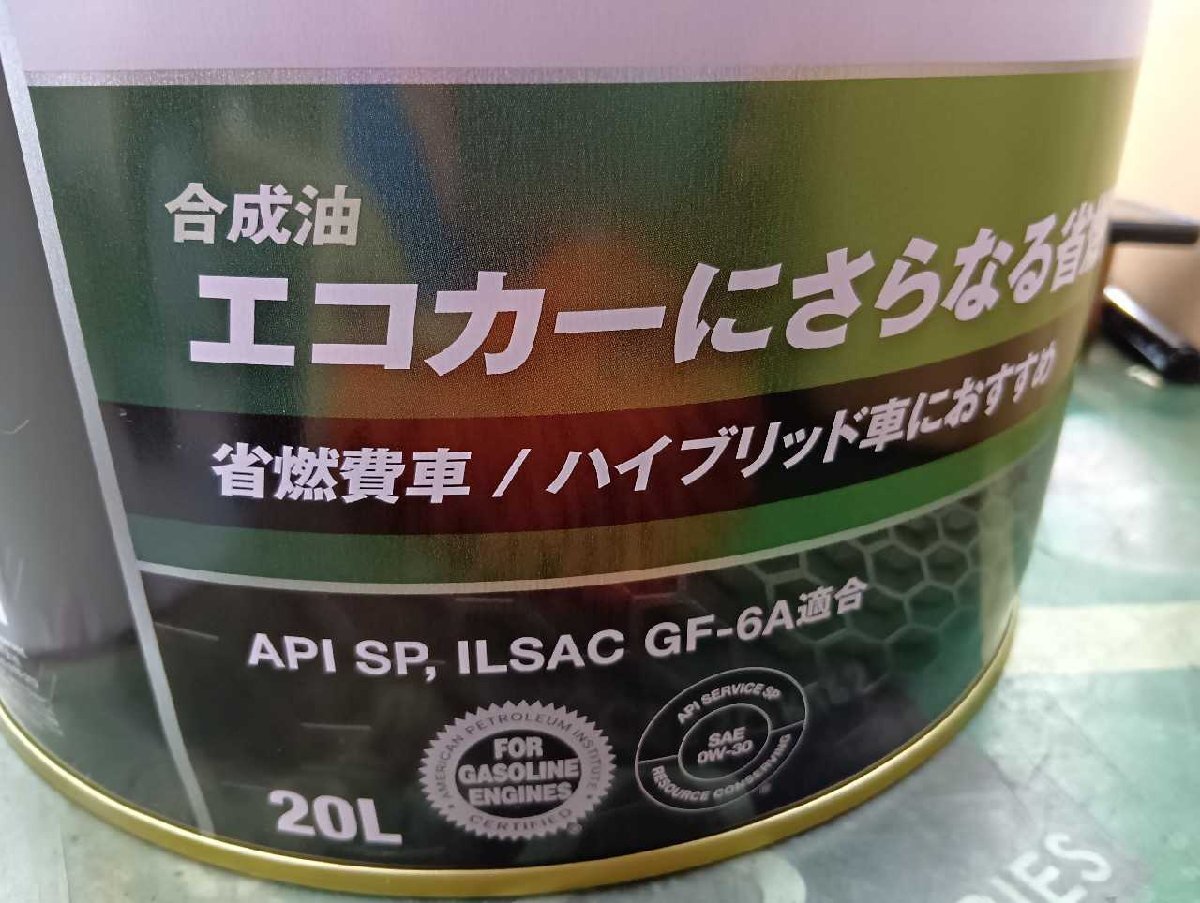 合成油
エコカーにさらなる省燃
省燃費車 / ハイブリッド車におすすめ
API SP, ILSAC GF-6A適合
AMERICAN PETROLEUM INSTITUTE
FOR
GASOLINE
ENGINES
CERTIFIED
API SERVICE SP
SAE
0W-30
RESOURCE CONSERVING
20L
RIES